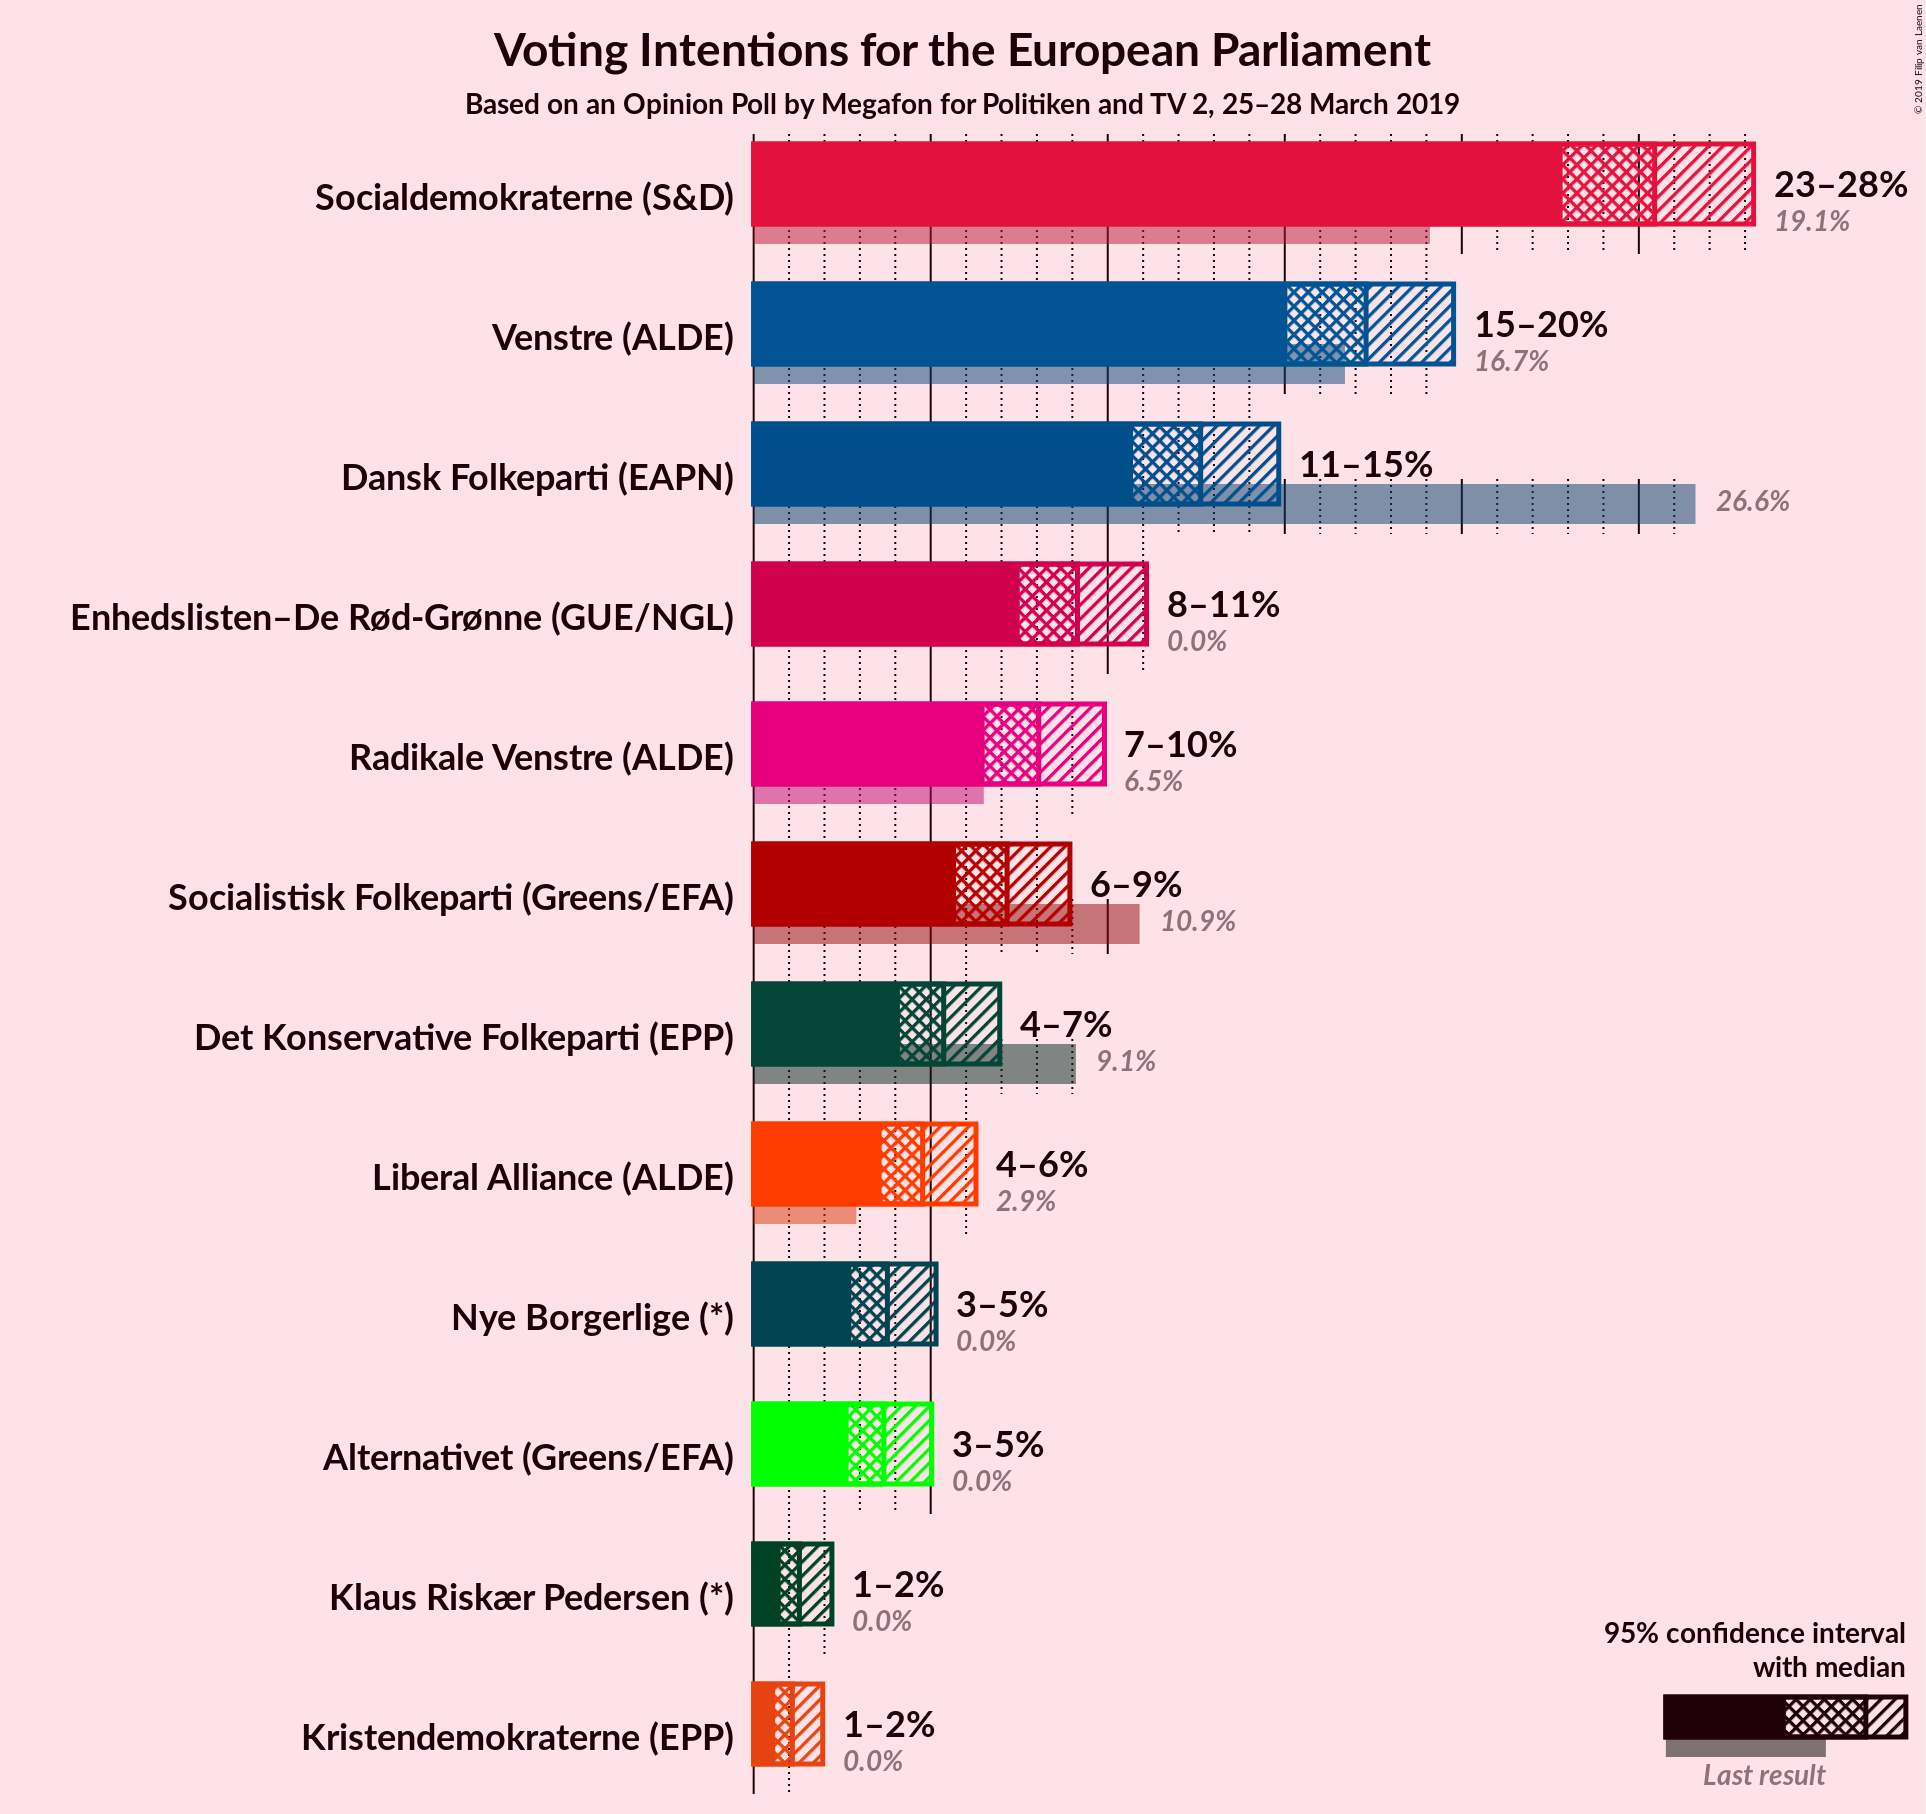 Voting Intentions for the European Parliament
Based on an Opinion Poll by Megafon for Politiken and TV 2, 25–28 March 2019
© 2019 Filip van Laenen
Socialdemokraterne (S&D)
23–28%
19.1%
Venstre (ALDE)
15–20%
16.7%
Dansk Folkeparti (EAPN)
11–15%
26.6%
Enhedslisten–De Rød-Grønne (GUE/NGL)
8–11%
0.0%
Radikale Venstre (ALDE)
7–10%
6.5%
Socialistisk Folkeparti (Greens/EFA)
6–9%
10.9%
Det Konservative Folkeparti (EPP)
4–7%
9.1%
Liberal Alliance (ALDE)
4–6%
2.9%
Nye Borgerlige (*)
3–5%
0.0%
Alternativet (Greens/EFA)
3–5%
0.0%
Klaus Riskær Pedersen (*)
1–2%
0.0%
Kristendemokraterne (EPP)
1–2%
0.0%
95% confidence interval
with median
Last result